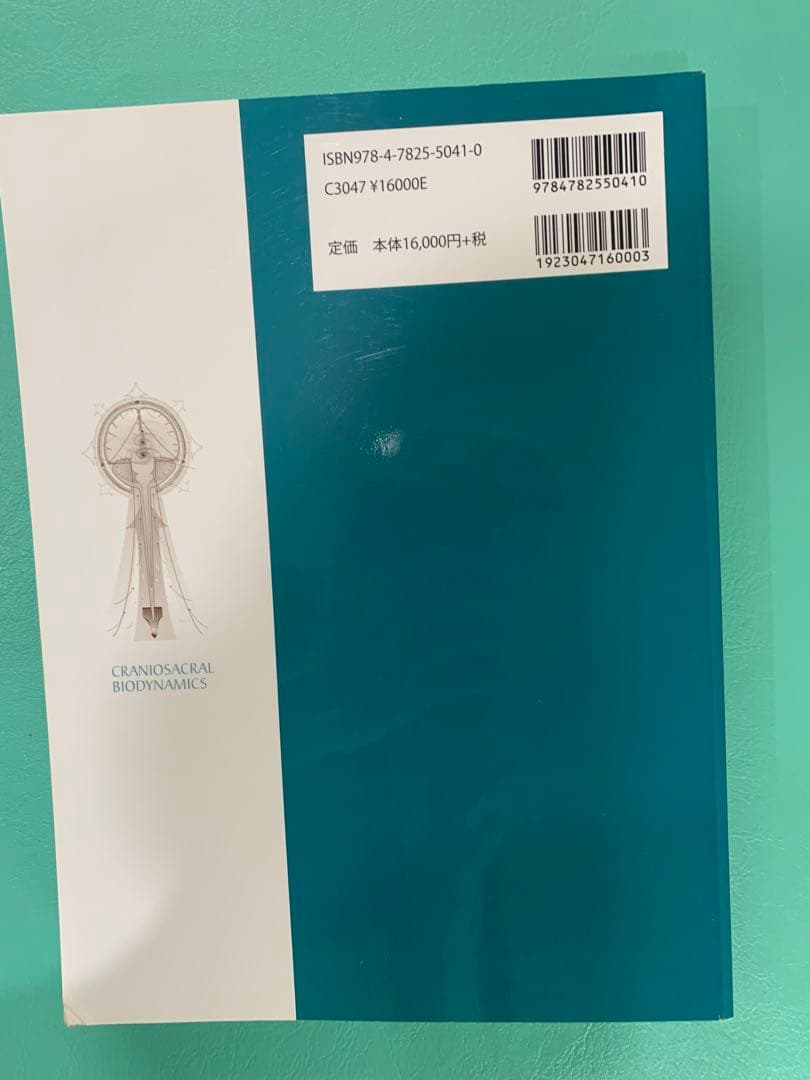 ISBN978-4-7825-5041-0
C3047 ¥16000E
定価 本体16,000円+税
9784782550410
1923047160003
CRANIOSACRAL
BIODYNAMICS